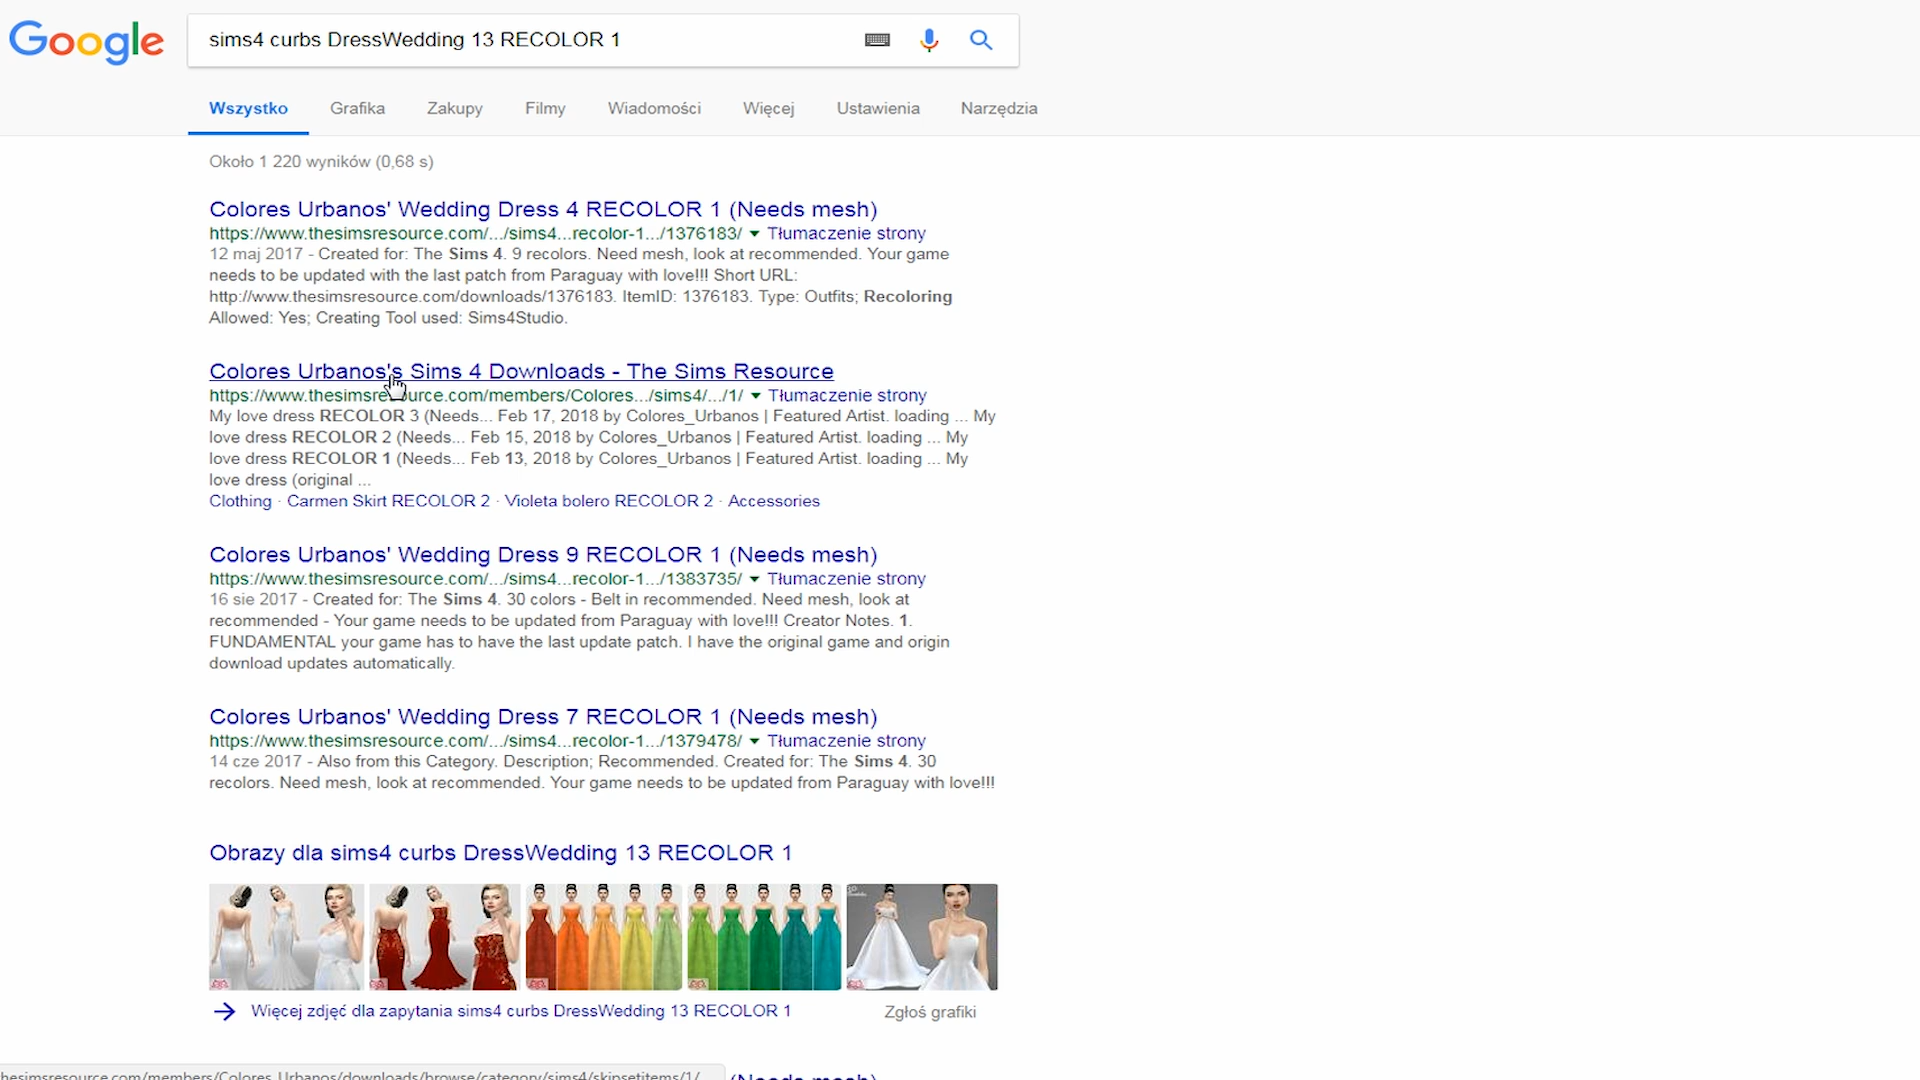 Google
sims4 curbs DressWedding 13 RECOLOR 1
Wszystko Grafika Zakupy Filmy Wiadomości Więcej Ustawienia Narzędzia
Około 1 220 wyników (0,68 s)
Colores Urbanos' Wedding Dress 4 RECOLOR 1 (Needs mesh)
https://www.thesimsresource.com/.../sims4...recolor-1.../1376183/ ▼ Tłumaczenie strony
12 maj 2017 - Created for: The Sims 4. 9 recolors. Need mesh, look at recommended. Your game
needs to be updated with the last patch from Paraguay with love!!! Short URL:
http://www.thesimsresource.com/downloads/1376183. ItemID: 1376183. Type: Outfits; Recoloring
Allowed: Yes; Creating Tool used: Sims4Studio.
Colores Urbanos's Sims 4 Downloads - The Sims Resource
https://www.thesimsresource.com/members/Colores.../sims4/.../1/ ▼ Tłumaczenie strony
My love dress RECOLOR 3 (Needs... Feb 17, 2018 by Colores_Urbanos | Featured Artist. loading ... My
love dress RECOLOR 2 (Needs... Feb 15, 2018 by Colores_Urbanos | Featured Artist. loading ... My
love dress RECOLOR 1 (Needs... Feb 13, 2018 by Colores_Urbanos | Featured Artist. loading ... My
love dress (original ...
Clothing · Carmen Skirt RECOLOR 2 · Violeta bolero RECOLOR 2 · Accessories
Colores Urbanos' Wedding Dress 9 RECOLOR 1 (Needs mesh)
https://www.thesimsresource.com/.../sims4...recolor-1.../1383735/ ▼ Tłumaczenie strony
16 sie 2017 - Created for: The Sims 4. 30 colors - Belt in recommended. Need mesh, look at
recommended - Your game needs to be updated from Paraguay with love!!! Creator Notes. 1.
FUNDAMENTAL your game has to have the last update patch. I have the original game and origin
download updates automatically.
Colores Urbanos' Wedding Dress 7 RECOLOR 1 (Needs mesh)
https://www.thesimsresource.com/.../sims4...recolor-1.../1379478/ ▼ Tłumaczenie strony
14 cze 2017 - Also from this Category. Description; Recommended. Created for: The Sims 4. 30
recolors. Need mesh, look at recommended. Your game needs to be updated from Paraguay with love!!!
Obrazy dla sims4 curbs DressWedding 13 RECOLOR 1
Więcej zdjęć dla zapytania sims4 curbs DressWedding 13 RECOLOR 1
Zgłoś grafiki
hesimsresource.com/members/Colores_Urbanos/downloads/browse/category/sims4/skipsetitems/1/
(Needs mesh)